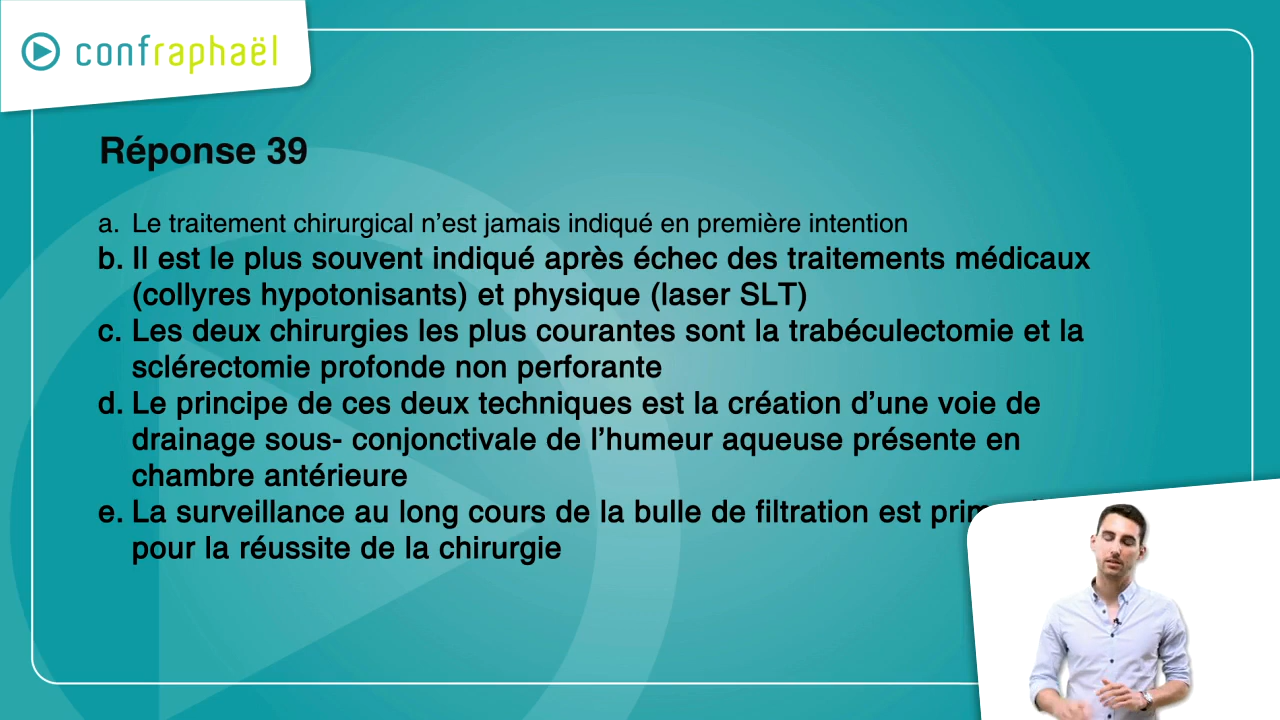 confraphaël
Réponse 39
a. Le traitement chirurgical n’est jamais indiqué en première intention
b. Il est le plus souvent indiqué après échec des traitements médicaux
(collyres hypotonisants) et physique (laser SLT)
c. Les deux chirurgies les plus courantes sont la trabéculectomie et la
sclérectomie profonde non perforante
d. Le principe de ces deux techniques est la création d’une voie de
drainage sous- conjonctivale de l’humeur aqueuse présente en
chambre antérieure
e. La surveillance au long cours de la bulle de filtration est
pour la réussite de la chirurgie